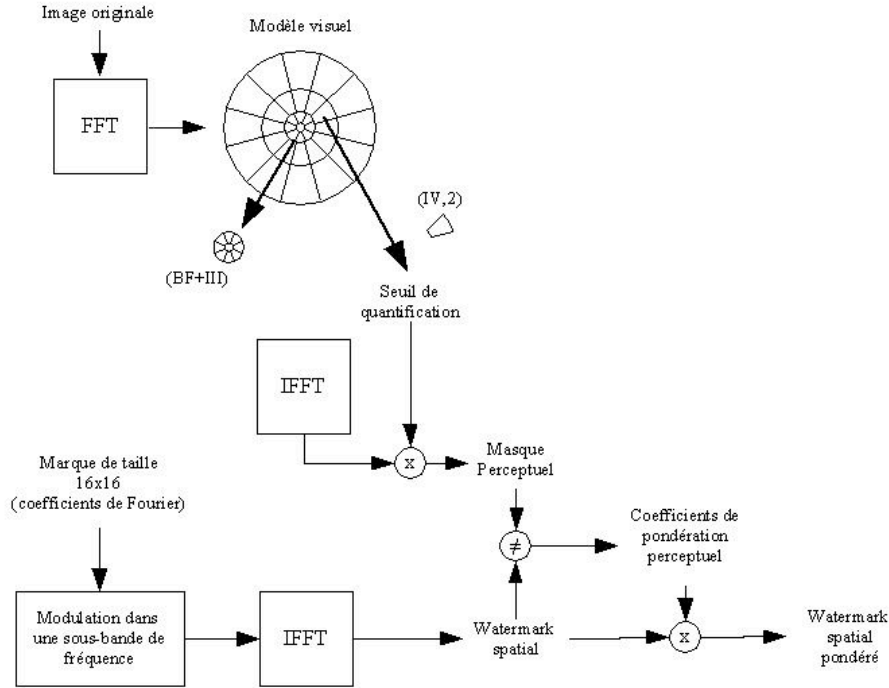 Image originale
Modèle visuel
FFT
(IV,2)
(BF+III)
Seuil de
quantification
IFFT
x
Masque
Perceptuel
Marque de taille
16x16
(coefficients de Fourier)
≠
Coefficients de
pondération
perceptuel
Modulation dans
une sous-bande de
fréquence
IFFT
Watermark
spatial
x
Watermark
spatial
pondéré